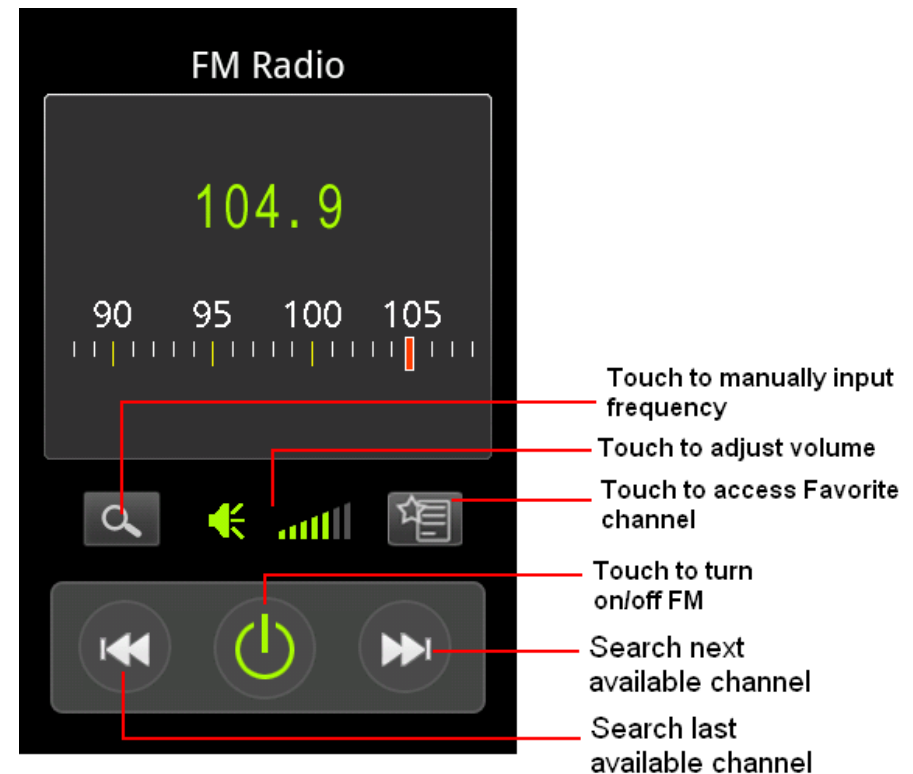 FM Radio
104.9
90 95 100 105
Touch to manually input
frequency
Touch to adjust volume
Touch to access Favorite
channel
Touch to turn
on/off FM
Search next
available channel
Search last
available channel